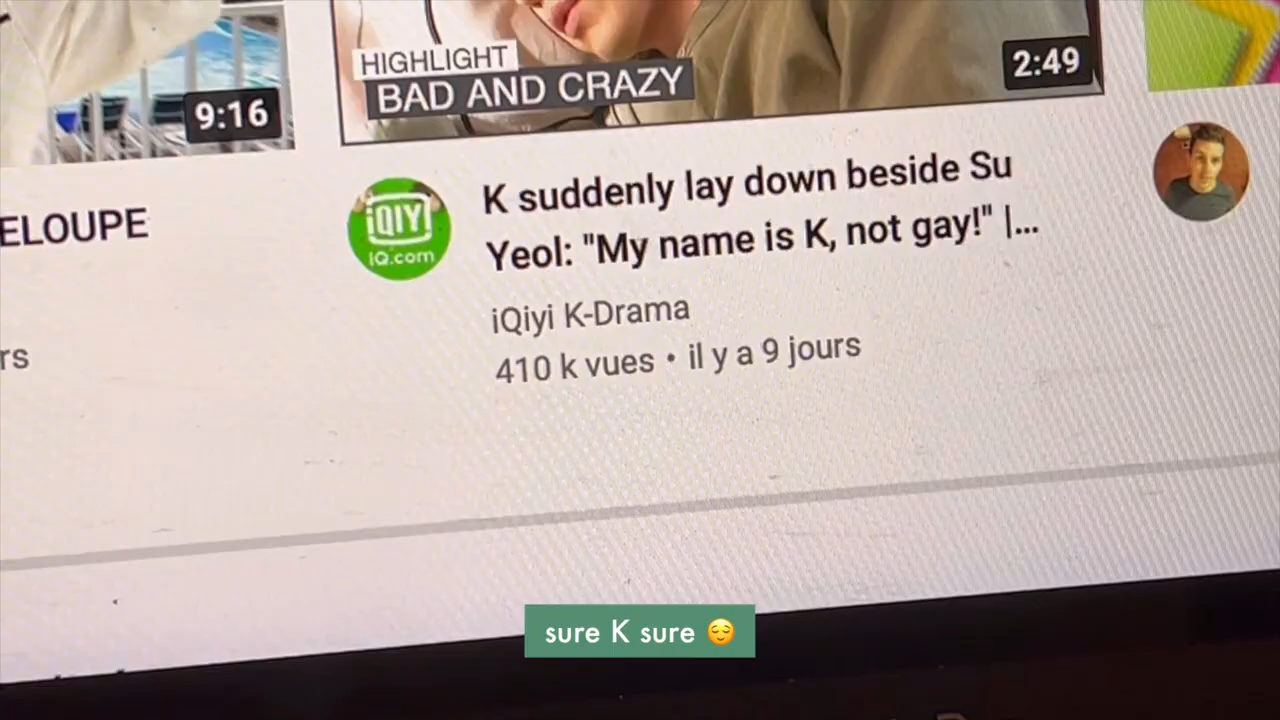 9:16
HIGHLIGHT
BAD AND CRAZY
2:49
ELOUPE
iQIYI
iQ.com
K suddenly lay down beside Su
Yeol: "My name is K, not gay!" |...
iQiyi K-Drama
410 k vues • il y a 9 jours
rs
sure K sure 😌